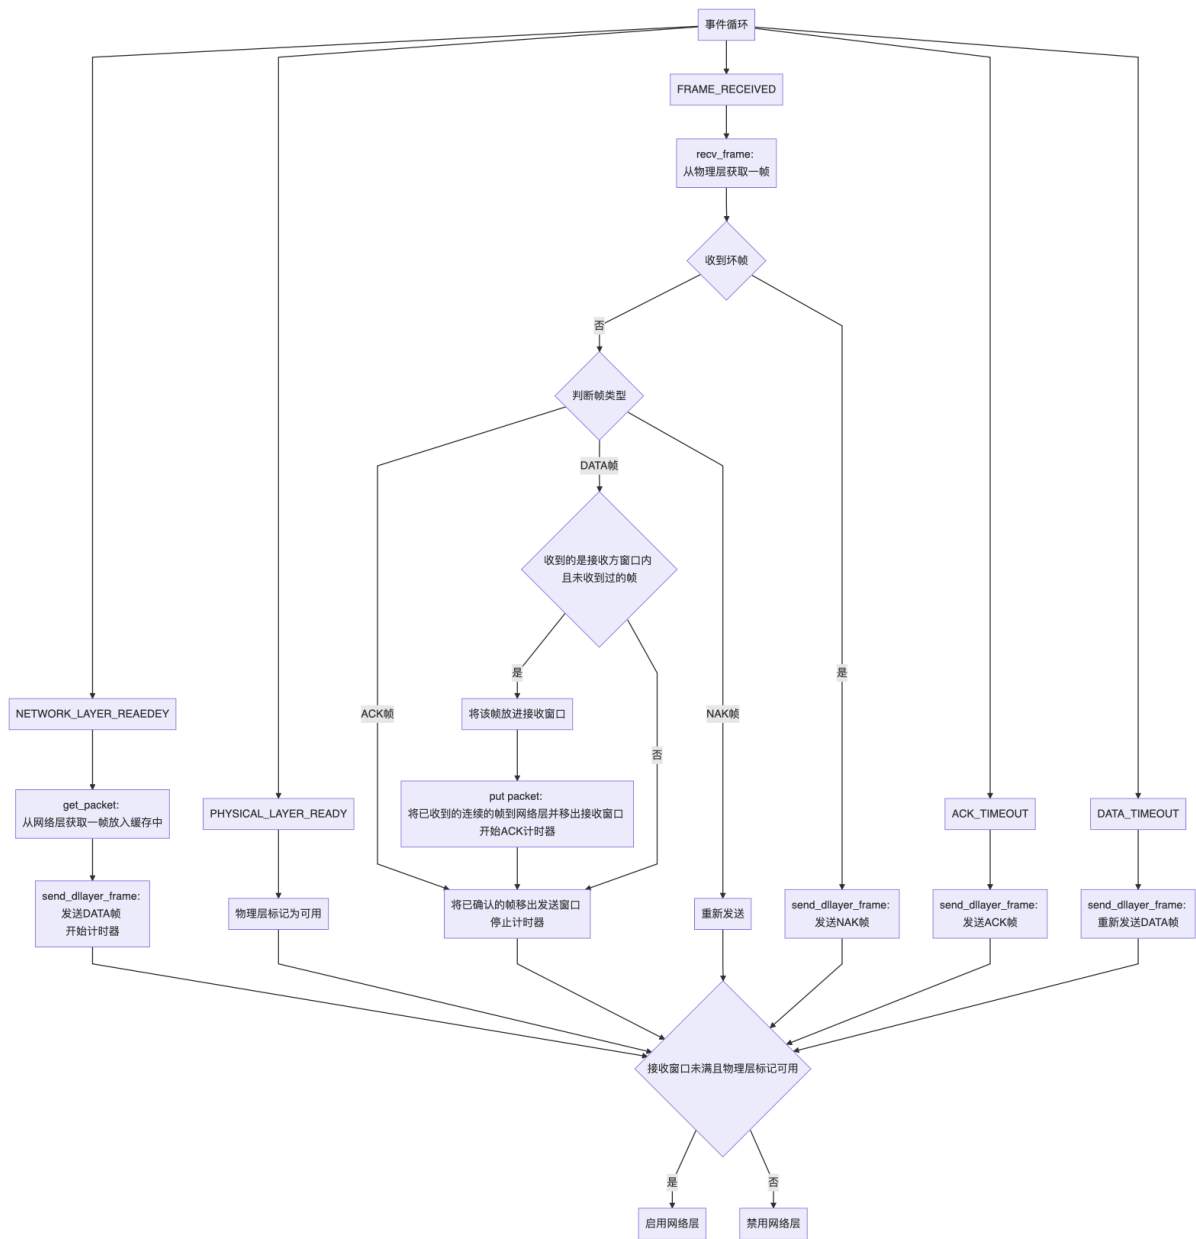 事件循环
FRAME_RECEIVED
recv_frame:
从物理层获取一帧
收到坏帧
否
判断帧类型
DATA帧
收到的是接收方窗口内
且未收到过的帧
是
是
NETWORK_LAYER_REAEDEY
ACK帧
将该帧放进接收窗口
NAK帧
否
get_packet:
从网络层获取一帧放入缓存中
PHYSICAL_LAYER_READY
put packet:
将已收到的连续的帧到网络层并移出接收窗口
开始ACK计时器
ACK_TIMEOUT
DATA_TIMEOUT
send_dllayer_frame:
发送DATA帧
开始计时器
物理层标记为可用
将已确认的帧移出发送窗口
停止计时器
重新发送
send_dllayer_frame:
发送NAK帧
send_dllayer_frame:
发送ACK帧
send_dllayer_frame:
重新发送DATA帧
接收窗口未满且物理层标记可用
是
否
启用网络层
禁用网络层